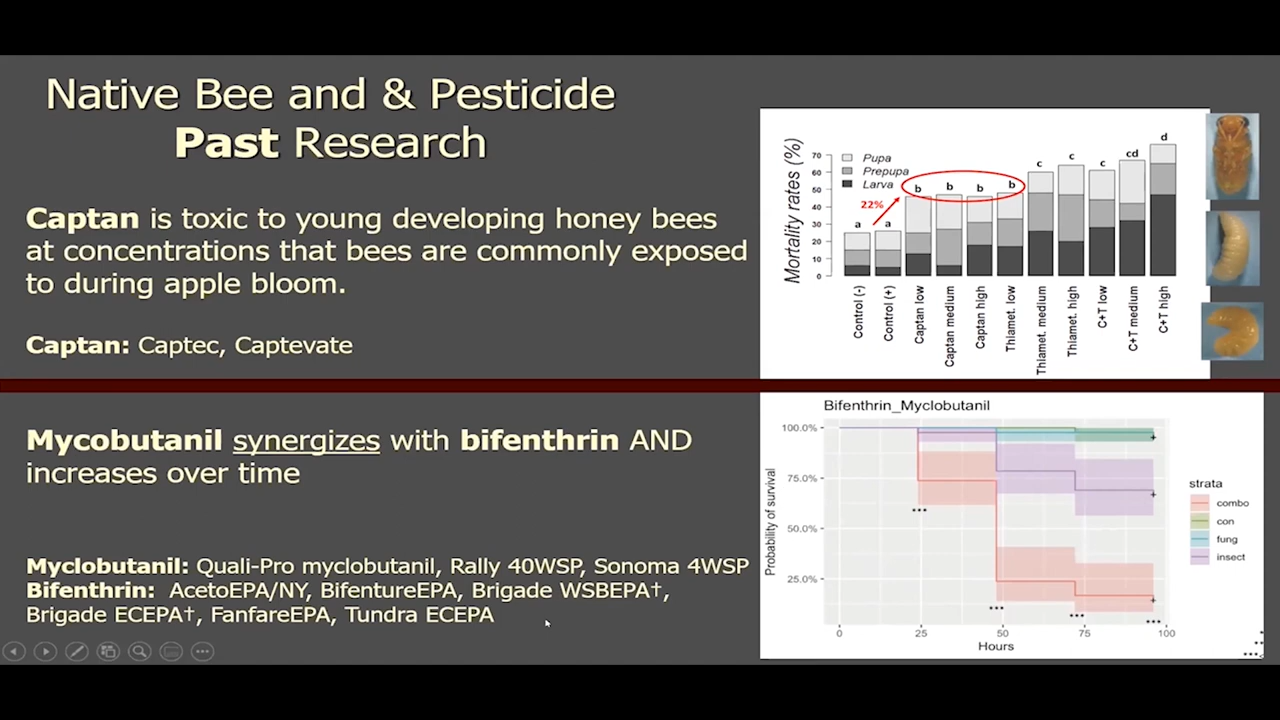 Native Bee and & Pesticide
Past Research
Captan is toxic to young developing honey bees
at concentrations that bees are commonly exposed
to during apple bloom.
Captan: Captec, Captevate
Mortality rates (%)
70
60
50
40
30
20
10
0
Pupa
Prepupa
Larva
22%
a
a
b
b
b
b
c
c
c
cd
d
Control (-)
Control (+)
Captan low
Captan medium
Captan high
Thiamet. low
Thiamet. medium
Thiamet. high
C+T low
C+T medium
C+T high
Mycobutanil synergizes with bifenthrin AND
increases over time
Myclobutanil: Quali-Pro myclobutanil, Rally 40WSP, Sonoma 4WSP
Bifenthrin: AcetoEPA/NY, BifentureEPA, Brigade WSBEPA†,
Brigade ECEPA†, FanfareEPA, Tundra ECEPA
Bifenthrin_Myclobutanil
Probability of survival
100.0%
75.0%
50.0%
25.0%
0
25
50
75
100
Hours
strata
combo
con
fung
insect